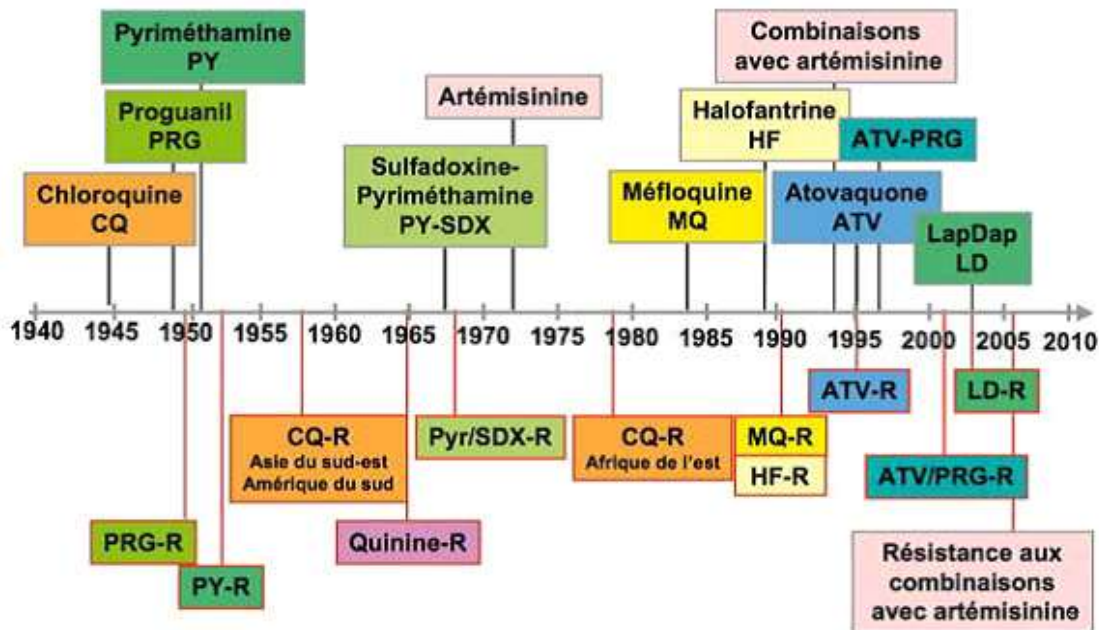 Pyriméthamine
PY
Proguanil
PRG
Chloroquine
CQ
Artémisinine
Sulfadoxine-
Pyriméthamine
PY-SDX
Combinaisons
avec artémisinine
Halofantrine
HF
ATV-PRG
Méfloquine
MQ
Atovaquone
ATV
LapDap
LD
1940 1945 1950 1955 1960 1965 1970 1975 1980 1985 1990 1995 2000 2005 2010
ATV-R
LD-R
CQ-R
Asie du sud-est
Amérique du sud
Pyr/SDX-R
CQ-R
Afrique de l'est
MQ-R
HF-R
ATV/PRG-R
PRG-R
Quinine-R
PY-R
Résistance aux
combinaisons
avec artémisinine